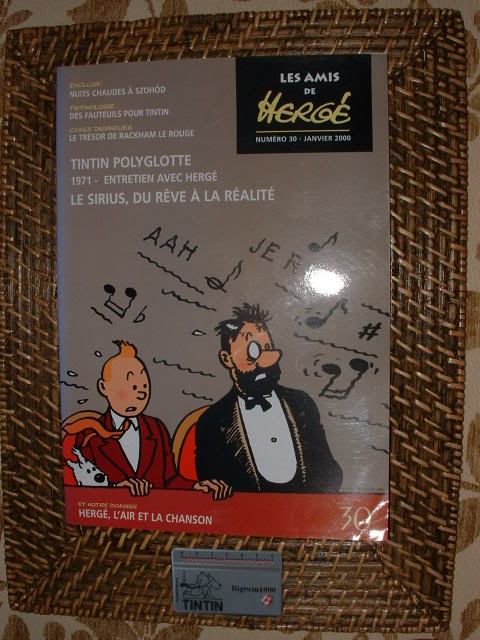 EXCLUSIF
NUITS CHAUDES À SZOHÔD
TINTINOLOGIE
DES FAUTEUILS POUR TINTIN
CASES DISPARUES
LE TRESOR DE RACKHAM LE ROUGE
TINTIN POLYGLOTTE
1971 - ENTRETIEN AVEC HERGÉ
LE SIRIUS, DU RÊVE À LA RÉALITÉ
LES AMIS
DE
HERGÉ
NUMÉRO 30 - JANVIER 2000
AAH
JE R
ET NOTRE DOSSIER
HERGÉ, L'AIR ET LA CHANSON
30
TINTIN
Bigtwin1000